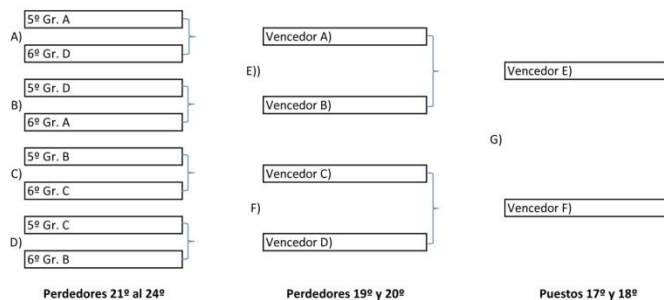 5º Gr. A
A)
6º Gr. D
5º Gr. D
B)
6º Gr. A
5º Gr. B
C)
6º Gr. C
5º Gr. C
D)
6º Gr. B
Perdedores 21º al 24º
Vencedor A)
E))
Vencedor B)
Vencedor C)
F)
Vencedor D)
Perdedores 19º y 20º
Vencedor E)
G)
Vencedor F)
Puestos 17º y 18º